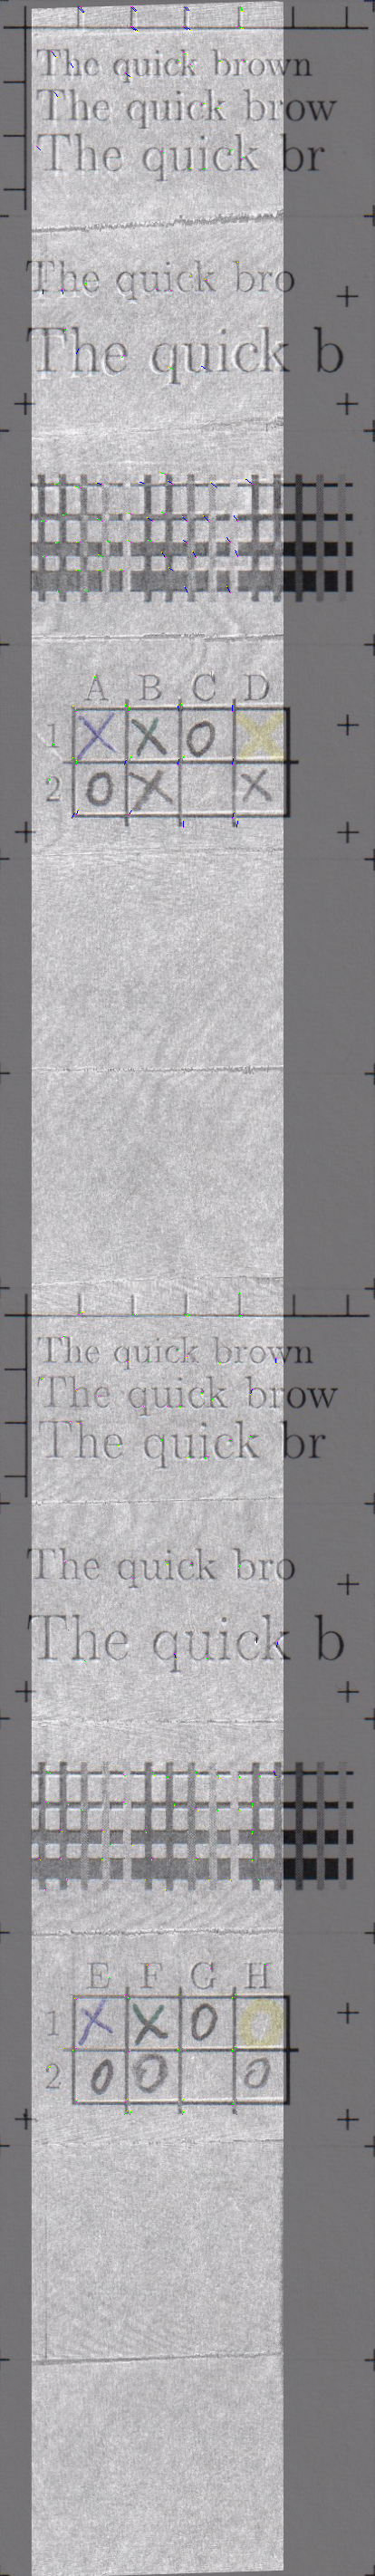 The quick brown
The quick brow
The quick br
The quick bro
The quick b
A B C D
1 X X O X
2 O X X
The quick brown
The quick brow
The quick br
The quick bro
The quick b
E F G H
1 X X O O
2 O O O